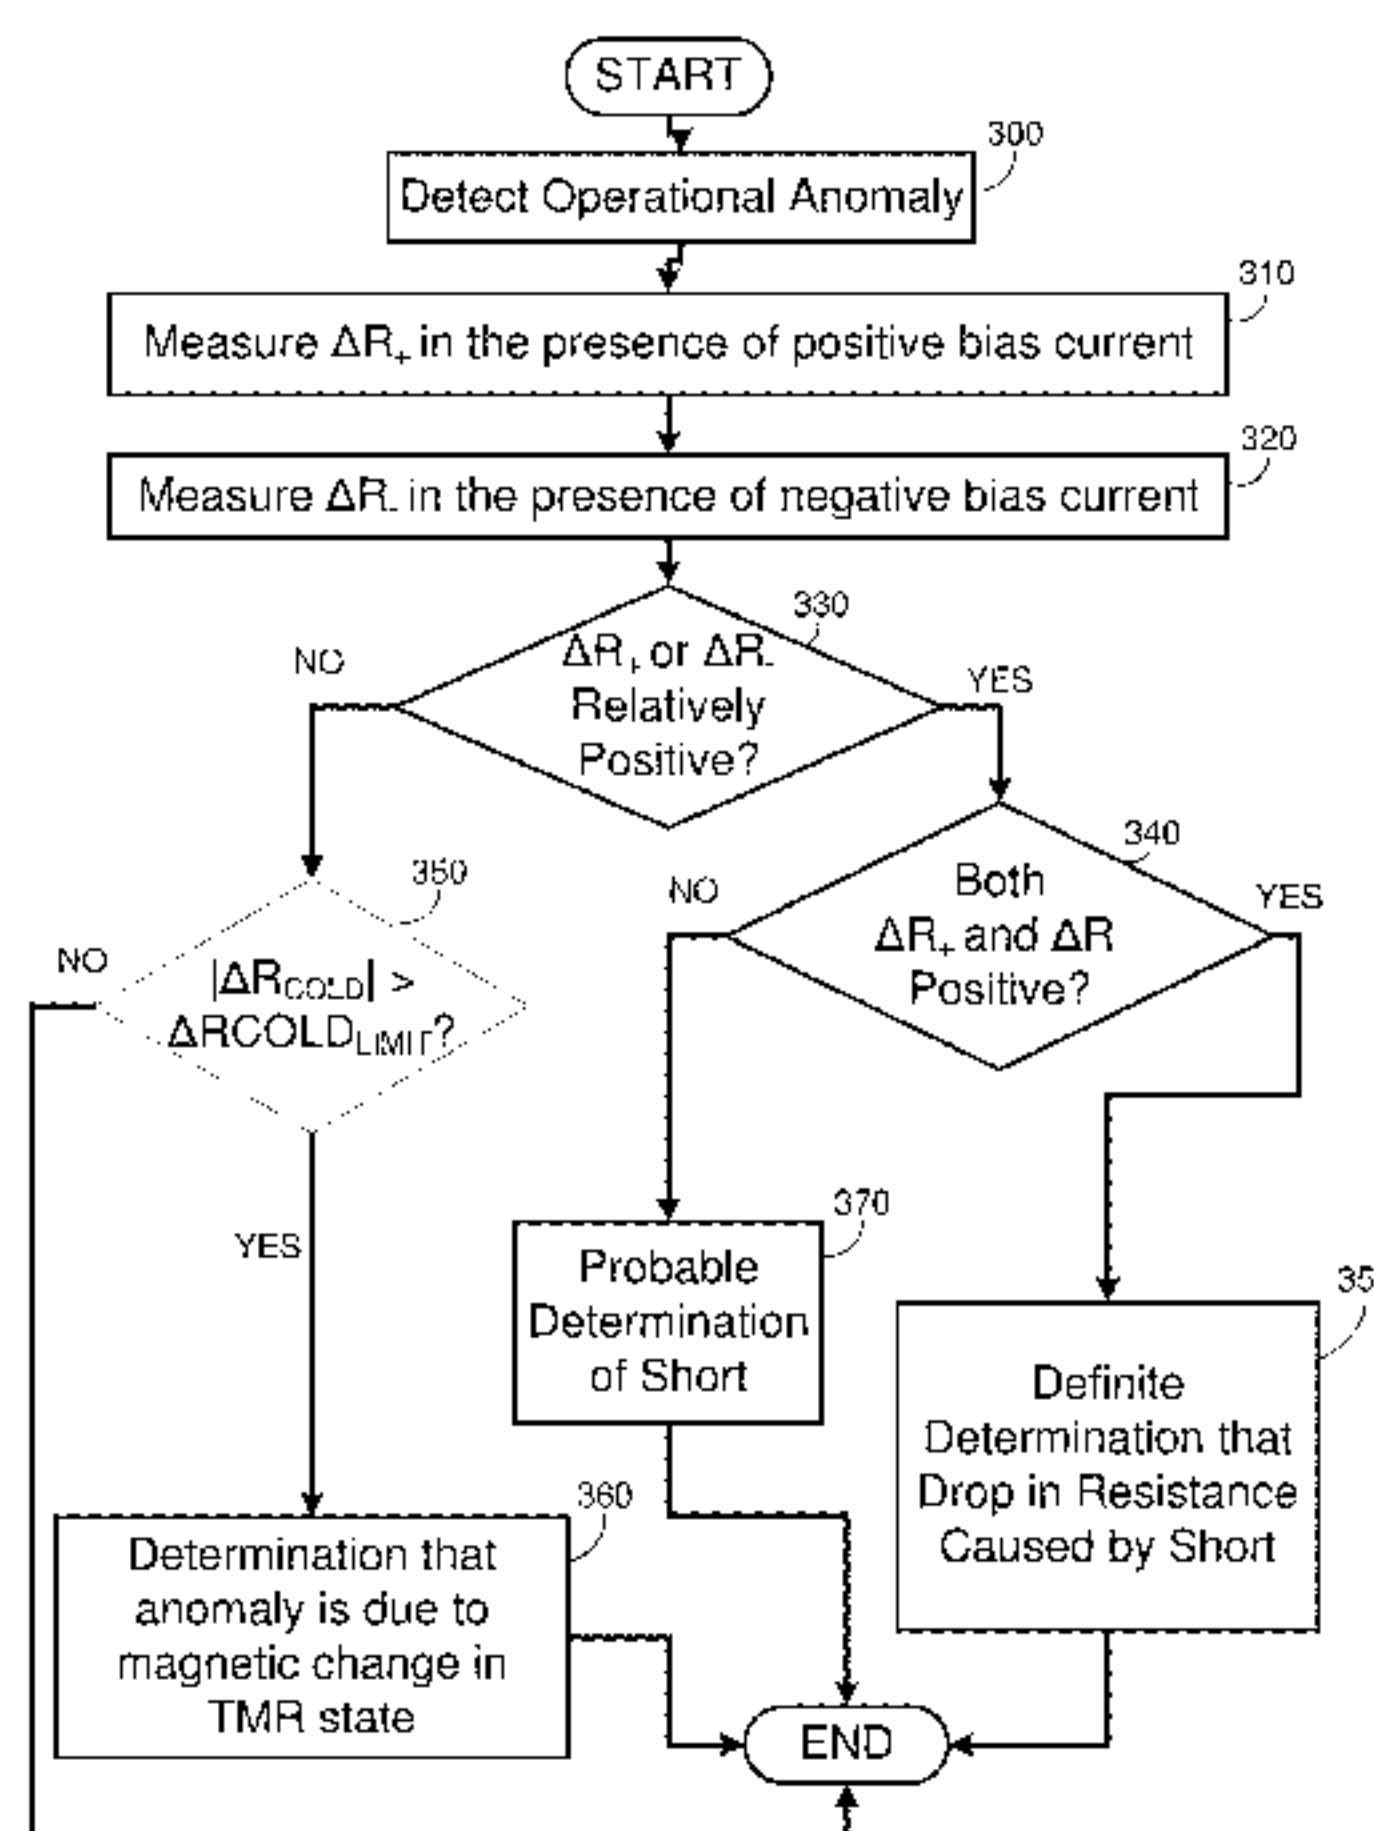 START
300
Detect Operational Anomaly
310
Measure ΔR+ in the presence of positive bias current
320
Measure ΔR- in the presence of negative bias current
330
NO
ΔR+ or ΔR-
YES
Relatively
Positive?
340
350
NO
Both
YES
ΔR+ and ΔR
Positive?
NO
|ΔRCOLD| >
ΔRCOLDLIMIT?
YES
370
Probable
Determination
of Short
35
Definite
Determination that
Drop in Resistance
Caused by Short
360
Determination that
anomaly is due to
magnetic change in
TMR state
END